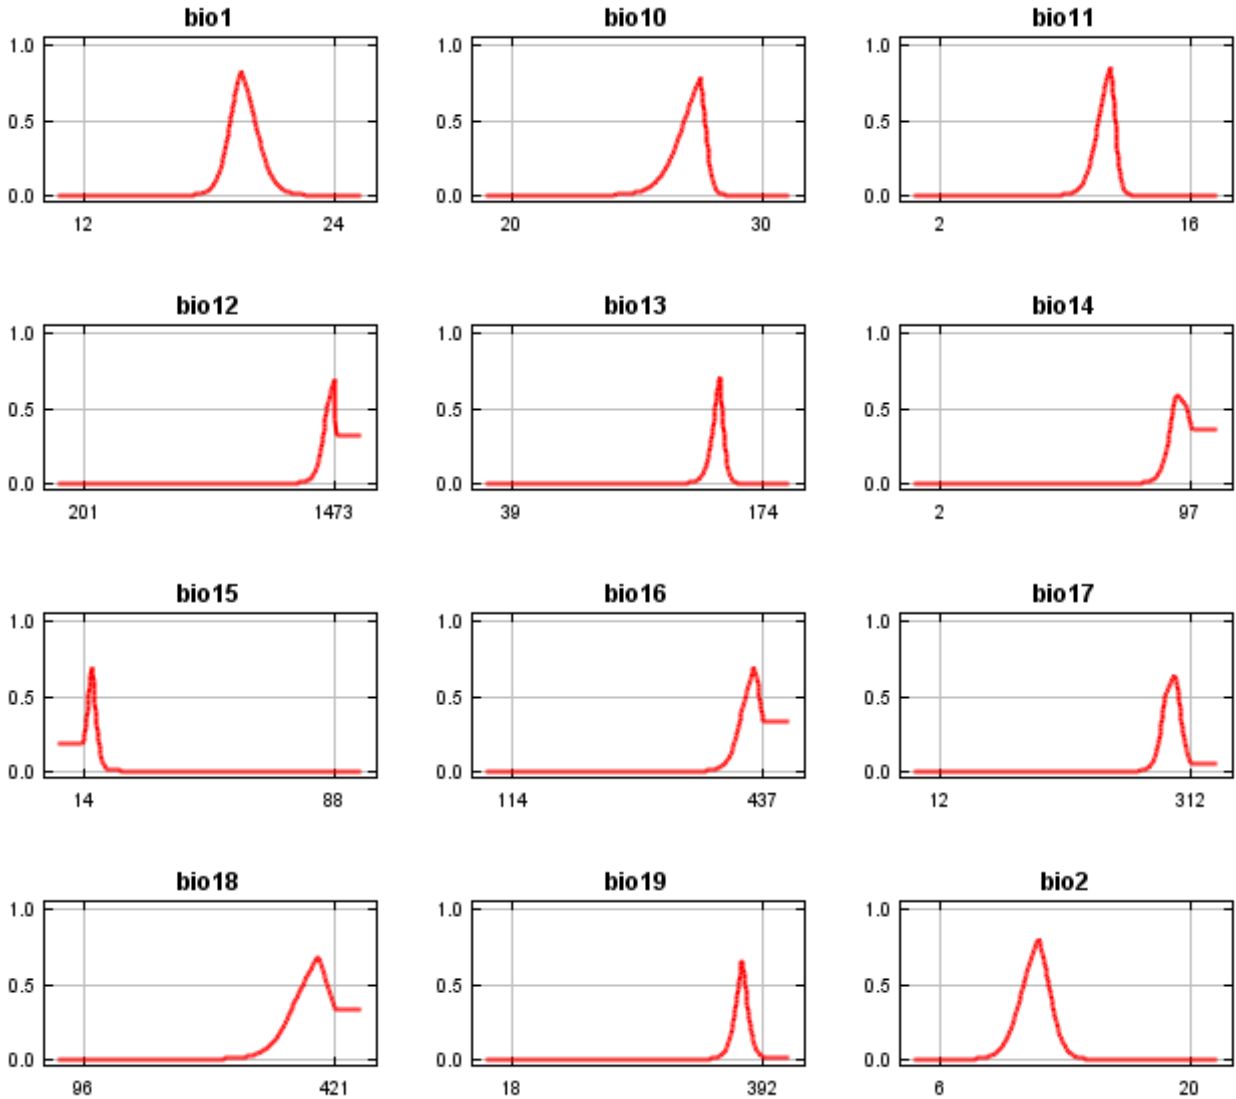 bio1 bio10 bio11
1.0 1.0 1.0
0.5 0.5 0.5
0.0 0.0 0.0
12 24 20 30 2 16
bio12 bio13 bio14
1.0 1.0 1.0
0.5 0.5 0.5
0.0 0.0 0.0
201 1473 39 174 2 97
bio15 bio16 bio17
1.0 1.0 1.0
0.5 0.5 0.5
0.0 0.0 0.0
14 88 114 437 12 312
bio18 bio19 bio2
1.0 1.0 1.0
0.5 0.5 0.5
0.0 0.0 0.0
96 421 18 392 6 20